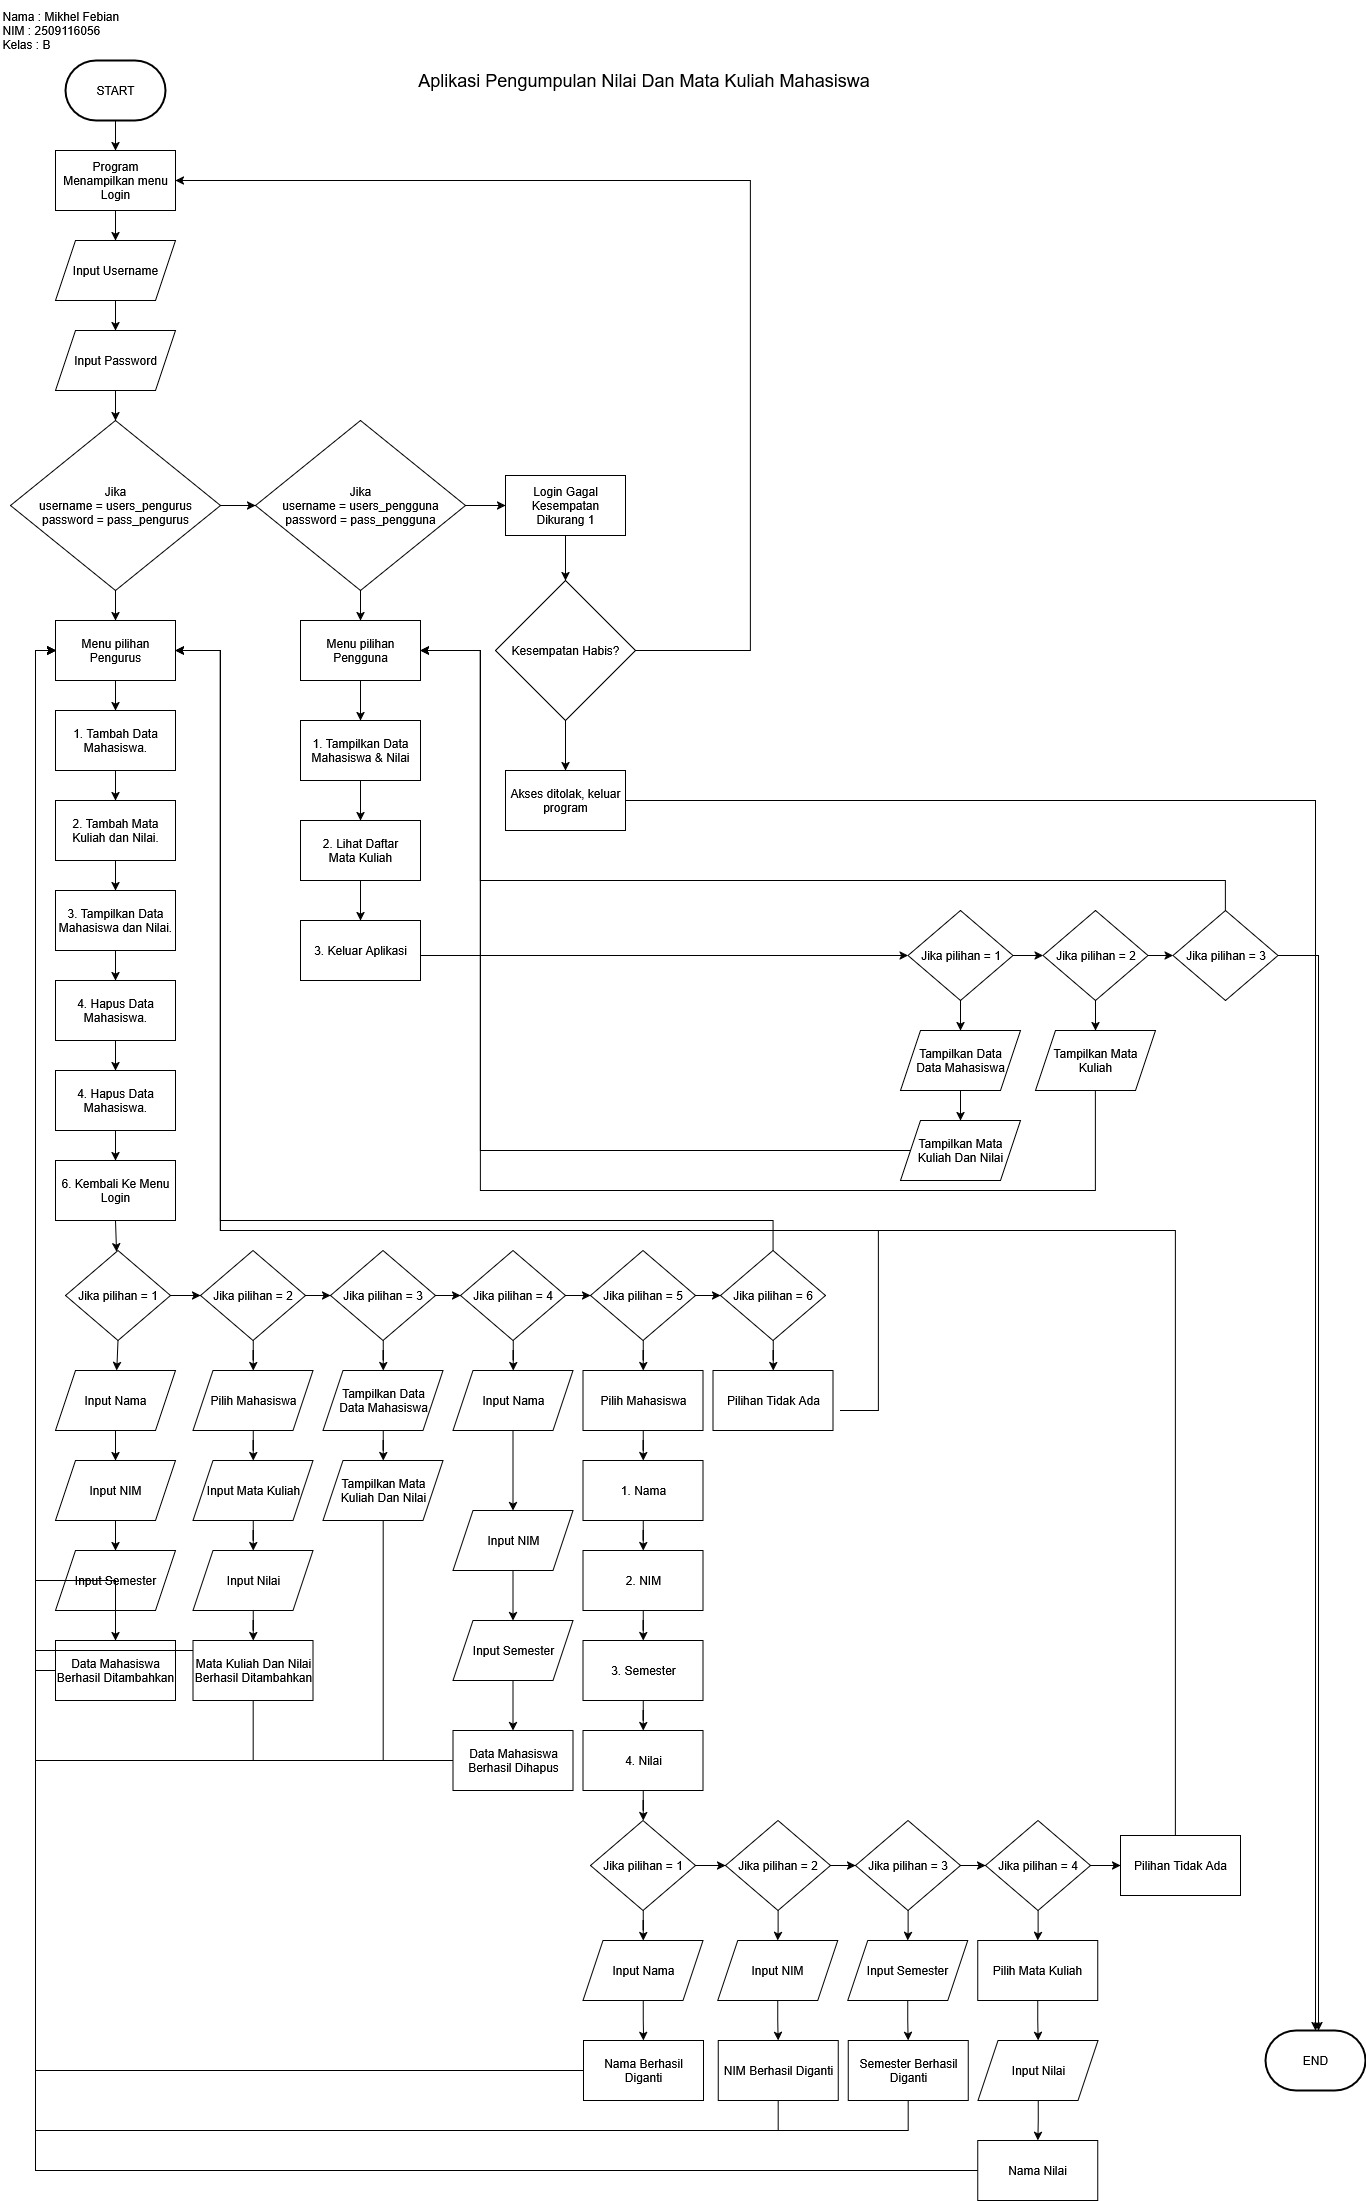 Nama : Mikhel Febian
NIM : 2509116056
Kelas : B
START
Aplikasi Pengumpulan Nilai Dan Mata Kuliah Mahasiswa
Program
Menampilkan menu
Login
Input Username
Input Password
Jika
username = users_pengurus
password = pass_pengurus
Jika
username = users_pengguna
password = pass_pengguna
Login Gagal
Kesempatan
Dikurang 1
Menu pilihan
Pengurus
Menu pilihan
Pengguna
Kesempatan Habis?
1. Tambah Data
Mahasiswa.
1. Tampilkan Data
Mahasiswa & Nilai
Akses ditolak, keluar
program
2. Tambah Mata
Kuliah dan Nilai.
2. Lihat Daftar
Mata Kuliah
3. Tampilkan Data
Mahasiswa dan Nilai.
3. Keluar Aplikasi
Jika pilihan = 1
Jika pilihan = 2
Jika pilihan = 3
4. Hapus Data
Mahasiswa.
Tampilkan Data
Data Mahasiswa
Tampilkan Mata
Kuliah
4. Hapus Data
Mahasiswa.
Tampilkan Mata
Kuliah Dan Nilai
6. Kembali Ke Menu
Login
Jika pilihan = 1
Jika pilihan = 2
Jika pilihan = 3
Jika pilihan = 4
Jika pilihan = 5
Jika pilihan = 6
Input Nama
Pilih Mahasiswa
Tampilkan Data
Data Mahasiswa
Input Nama
Pilih Mahasiswa
Pilihan Tidak Ada
Input NIM
Input Mata Kuliah
Tampilkan Mata
Kuliah Dan Nilai
1. Nama
Input NIM
Input Semester
Input Nilai
2. NIM
Input Semester
Data Mahasiswa
Berhasil Ditambahkan
Mata Kuliah Dan Nilai
Berhasil Ditambahkan
3. Semester
Data Mahasiswa
Berhasil Dihapus
4. Nilai
Jika pilihan = 1
Jika pilihan = 2
Jika pilihan = 3
Jika pilihan = 4
Pilihan Tidak Ada
Input Nama
Input NIM
Input Semester
Pilih Mata Kuliah
Nama Berhasil
Diganti
NIM Berhasil Diganti
Semester Berhasil
Diganti
Input Nilai
END
Nama Nilai